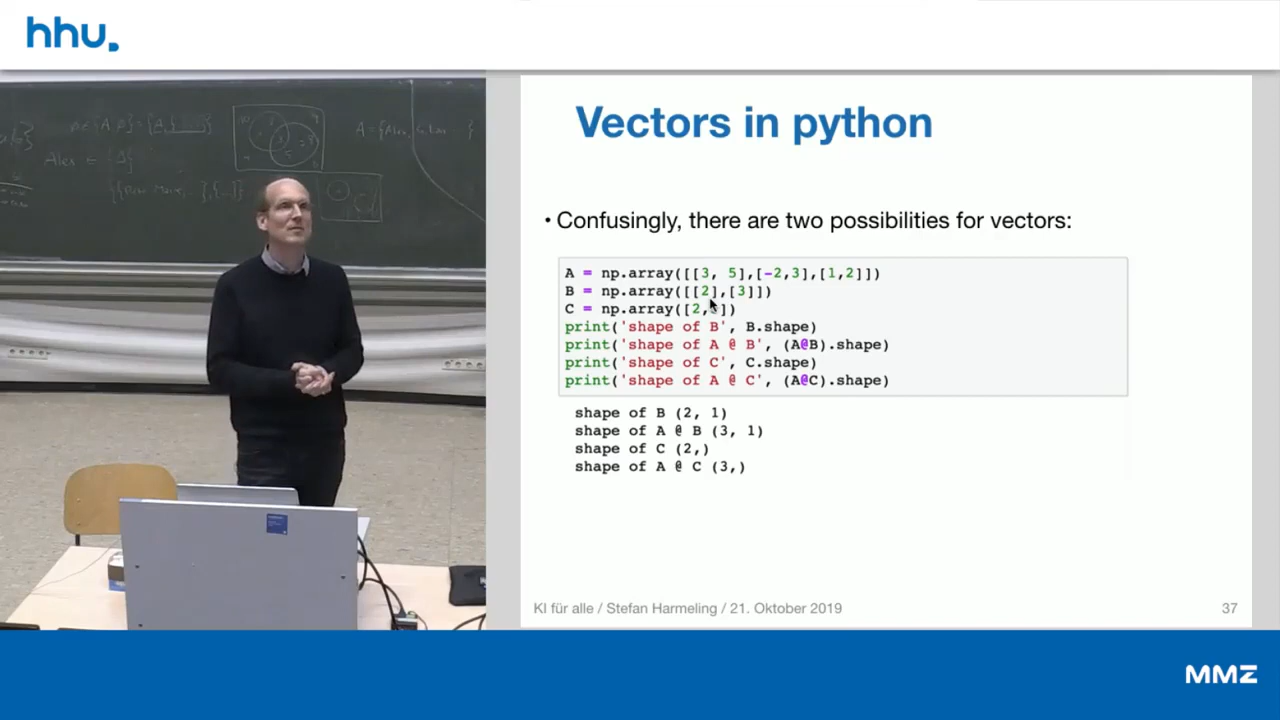 hhu.
Vectors in python
• Confusingly, there are two possibilities for vectors:
A = np.array([[3, 5],[-2,3],[1,2]])
B = np.array([[2],[3]])
C = np.array([2, ])
print('shape of B', B.shape)
print('shape of A @ B', (A@B).shape)
print('shape of C', C.shape)
print('shape of A @ C', (A@C).shape)
shape of B (2, 1)
shape of A @ B (3, 1)
shape of C (2,)
shape of A @ C (3,)
KI für alle / Stefan Harmeling / 21. Oktober 2019
37
MMZ